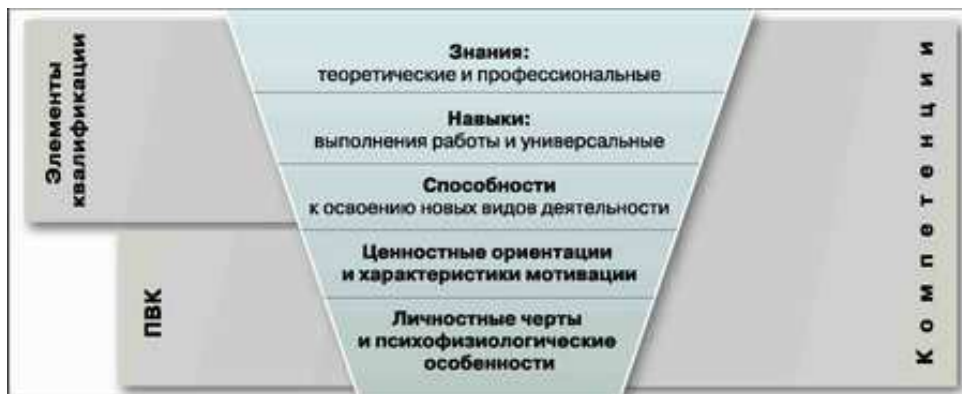 Элементы
квалификации
Знания:
теоретические и профессиональные
Навыки:
выполнения работы и универсальные
Способности
к освоению новых видов деятельности
ПВК
Ценностные ориентации
и характеристики мотивации
Личностные черты
и психофизиологические
особенности
Компетенции